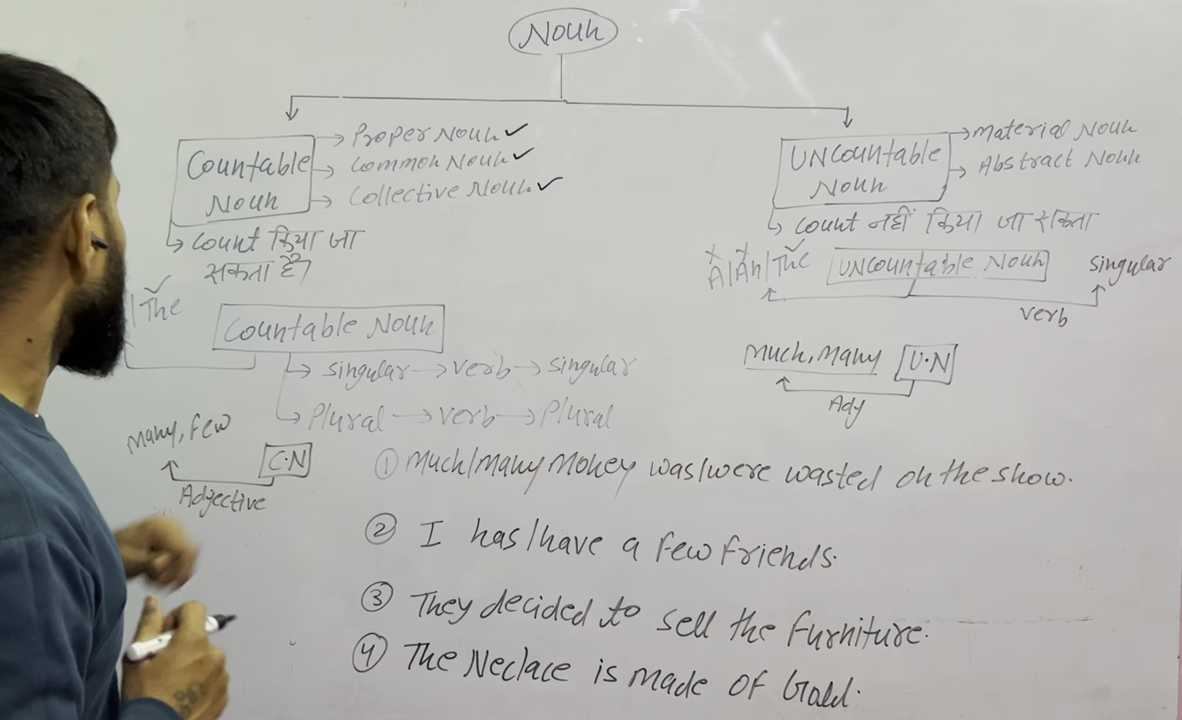 Noun
Countable Noun
→ Proper Noun ✓
→ Common Noun ✓
→ Collective Noun ✓
→ Count किया जा
सकता है
|The ✓
Countable Noun
→ singular → verb → singular
→ Plural → verb → Plural
many, few C.N
Adjective
UNCountable Noun
→ material Noun
→ Abstract Noun
→ count नहीं किया जा सकता
A|An|The UNCountable Noun singular
verb
much, many U.N
Adj
① Much/many money was/were wasted on the show.
② I has/have a few friends.
③ They decided to sell the furniture.
④ The Neclace is made of Gold.